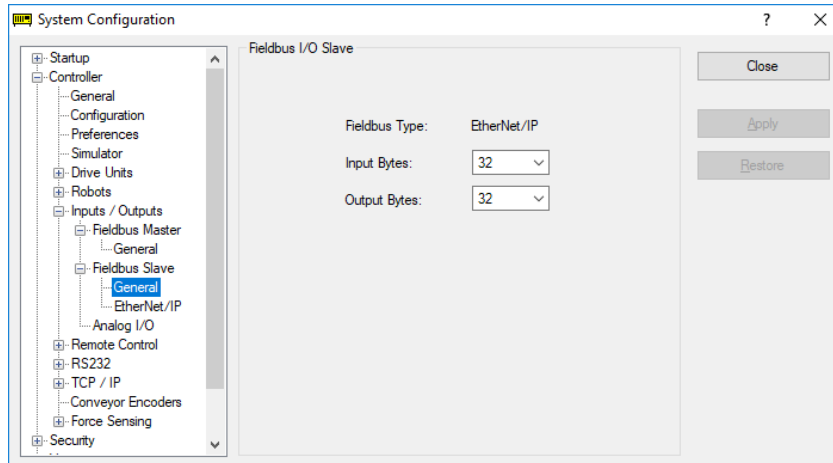 System Configuration
? X
Startup
Controller
General
Configuration
Preferences
Simulator
Drive Units
Robots
Inputs / Outputs
Fieldbus Master
General
Fieldbus Slave
General
EtherNet/IP
Analog I/O
Remote Control
RS232
TCP / IP
Conveyor Encoders
Force Sensing
Security
Fieldbus I/O Slave
Fieldbus Type: EtherNet/IP
Input Bytes: 32
Output Bytes: 32
Close
Apply
Restore